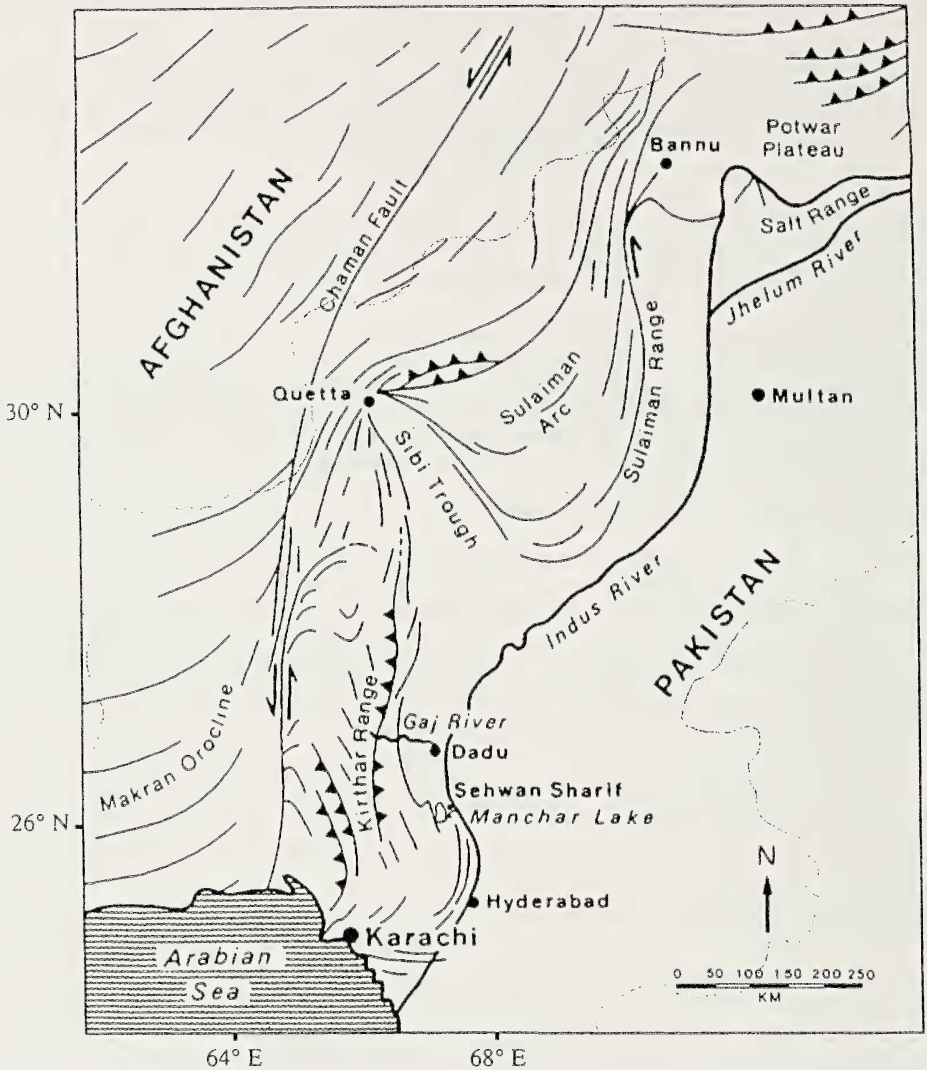 Potwar
Plateau
Bannu
Salt Range
Jhelum River
Chaman Fault
AFGHANISTAN
Sulaiman Range
30° N
Quetta
Sulaiman
Arc
Multan
Sibi Trough
Indus River
PAKISTAN
Makran Orocline
Kirthar Range
Gaj River
Dadu
Sehwan Sharif
26° N
Manchar Lake
N
Hyderabad
Karachi
Arabian
Sea
0 50 100 150 200 250
KM
64° E
68° E